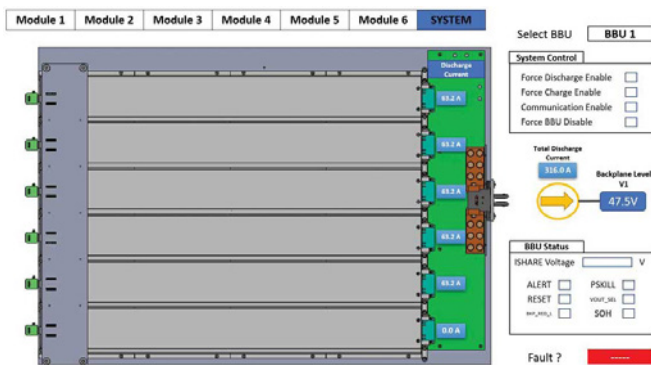 Module 1 Module 2 Module 3 Module 4 Module 5 Module 6 SYSTEM
Select BBU BBU 1
System Control
Force Discharge Enable
Force Charge Enable
Communication Enable
Force BBU Disable
Discharge
Current
63.2 A
63.2 A
63.2 A
63.2 A
63.2 A
0.0 A
Total Discharge
Current
316.0 A
Backplane Level
V1
47.5V
BBU Status
ISHARE Voltage V
ALERT PSKILL
RESET VOUT_SEL
SOH
Fault ? -----